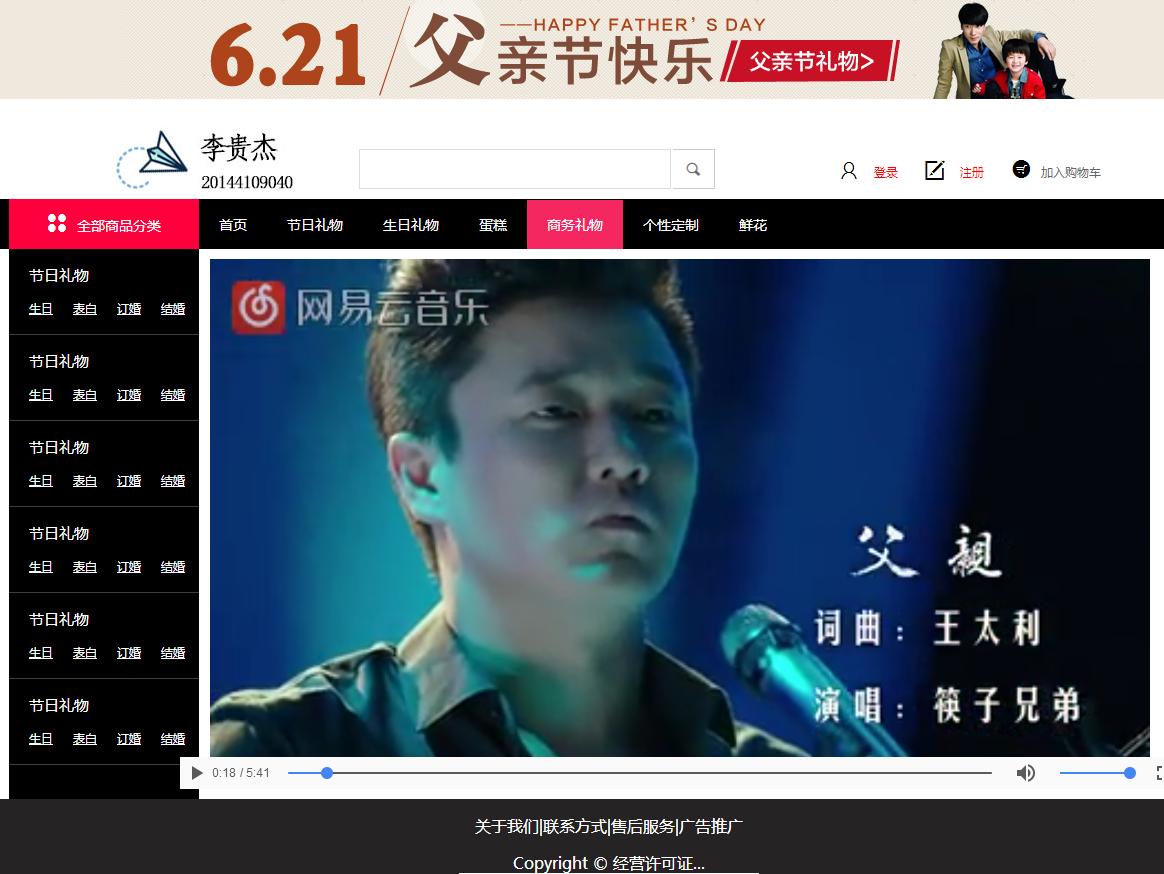 6.21 父亲节快乐
——HAPPY FATHER'S DAY
父亲节礼物>
李贵杰
20144109040
登录 注册 加入购物车
全部商品分类 首页 节日礼物 生日礼物 蛋糕 商务礼物 个性定制 鲜花
节日礼物
生日 表白 订婚 结婚
节日礼物
生日 表白 订婚 结婚
节日礼物
生日 表白 订婚 结婚
节日礼物
生日 表白 订婚 结婚
节日礼物
生日 表白 订婚 结婚
节日礼物
生日 表白 订婚 结婚
网易云音乐
父親
词曲：王太利
演唱：筷子兄弟
0:18 / 5:41
关于我们|联系方式|售后服务|广告推广
Copyright © 经营许可证...